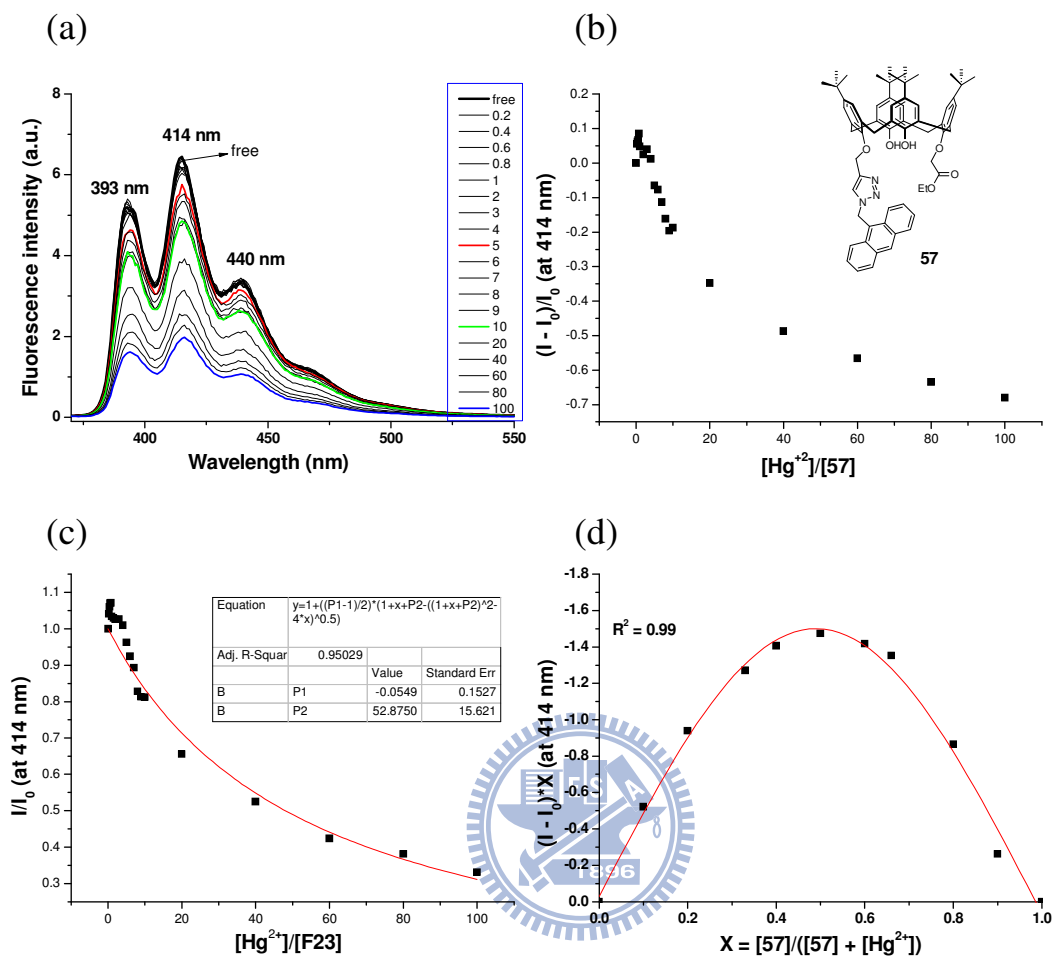 (a)
Fluorescence intensity (a.u.)
8
6
4
2
0
393 nm
414 nm
free
440 nm
free
0.2
0.4
0.6
0.8
1
2
3
4
5
6
7
8
9
10
20
40
60
80
100
400
450
500
550
Wavelength (nm)
(b)
(I - I0)/I0 (at 414 nm)
0.2
0.1
0.0
-0.1
-0.2
-0.3
-0.4
-0.5
-0.6
-0.7
OHOH
O
O
O
EtO
N
N
N
57
0
20
40
60
80
100
[Hg+2]/[57]
(c)
I/I0 (at 414 nm)
1.1
1.0
0.9
0.8
0.7
0.6
0.5
0.4
0.3
Equation y=1+((P1-1)/2)*(1+x+P2-((1+x+P2)^2-
4*x)^0.5)
Adj. R-Squar 0.95029
Value Standard Err
B P1 -0.0549 0.1527
B P2 52.8750 15.621
0
20
40
60
80
100
[Hg2+]/[F23]
(d)
(I - I0)*X (at 414 nm)
-1.8
-1.6
-1.4
-1.2
-1.0
-0.8
-0.6
-0.4
-0.2
0.0
R2 = 0.99
0.0
0.2
0.4
0.6
0.8
1.0
X = [57]/([57] + [Hg2+])
E S
A
1896